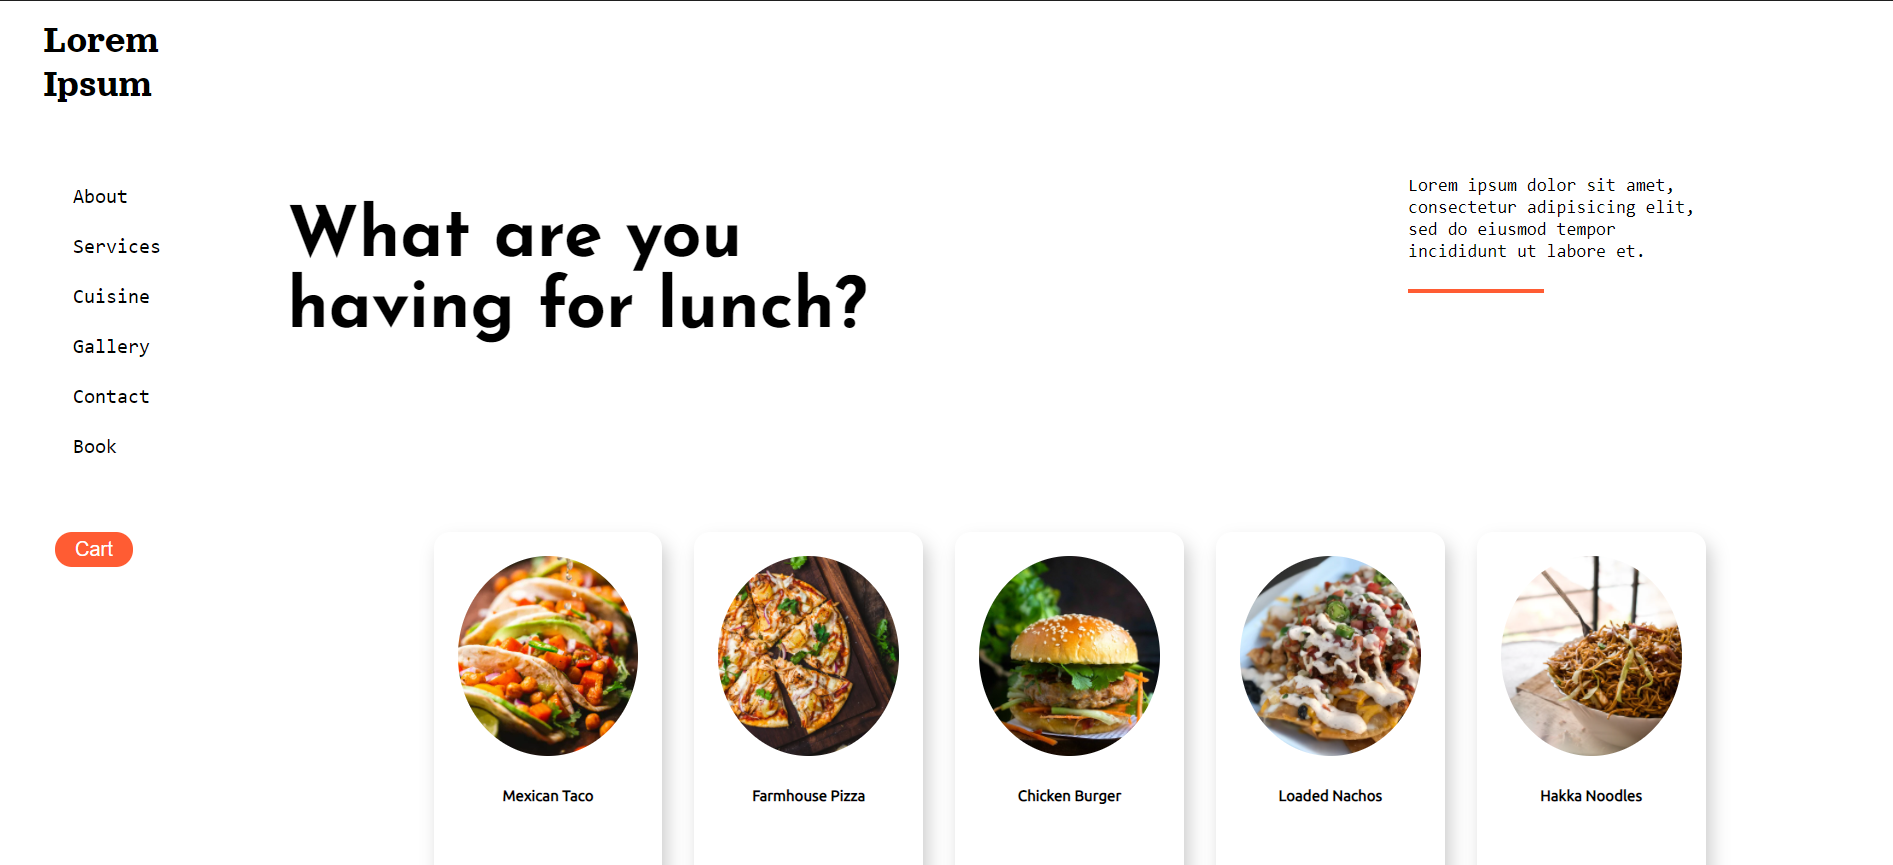 Lorem
Ipsum
About
Services
Cuisine
Gallery
Contact
Book
Cart
What are you
having for lunch?
Lorem ipsum dolor sit amet,
consectetur adipisicing elit,
sed do eiusmod tempor
incididunt ut labore et.
Mexican Taco
Farmhouse Pizza
Chicken Burger
Loaded Nachos
Hakka Noodles